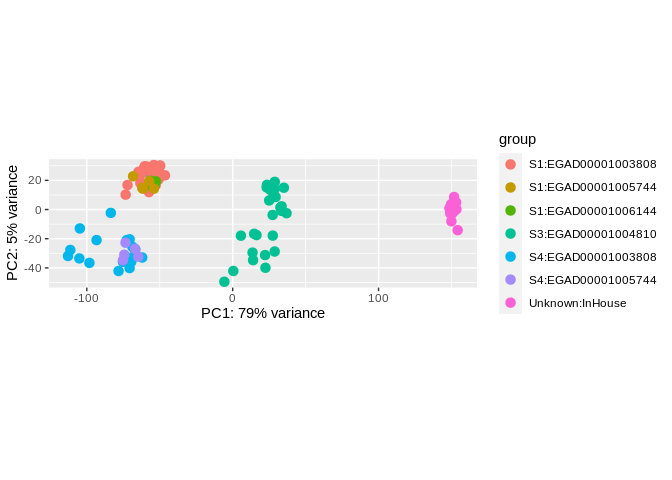 group
S1:EGAD00001003808
S1:EGAD00001005744
S1:EGAD00001006144
S3:EGAD00001004810
S4:EGAD00001003808
S4:EGAD00001005744
Unknown:InHouse
PC2: 5% variance
20
0
-20
-40
-100
0
100
PC1: 79% variance